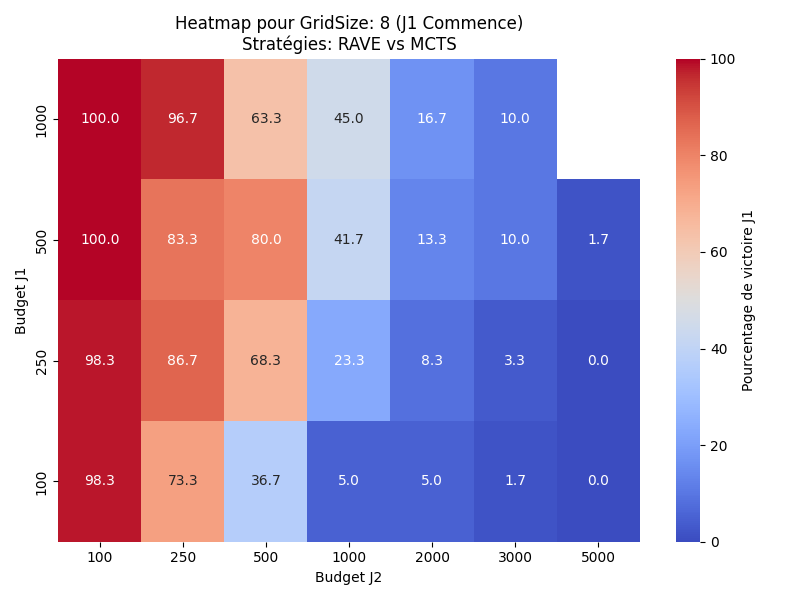 Heatmap pour GridSize: 8 (J1 Commence)
Stratégies: RAVE vs MCTS
Budget J1
1000
100.0 96.7 63.3 45.0 16.7 10.0
500
100.0 83.3 80.0 41.7 13.3 10.0 1.7
250
98.3 86.7 68.3 23.3 8.3 3.3 0.0
100
98.3 73.3 36.7 5.0 5.0 1.7 0.0
100 250 500 1000 2000 3000 5000
Budget J2
100
80
60
40
20
0
Pourcentage de victoire J1